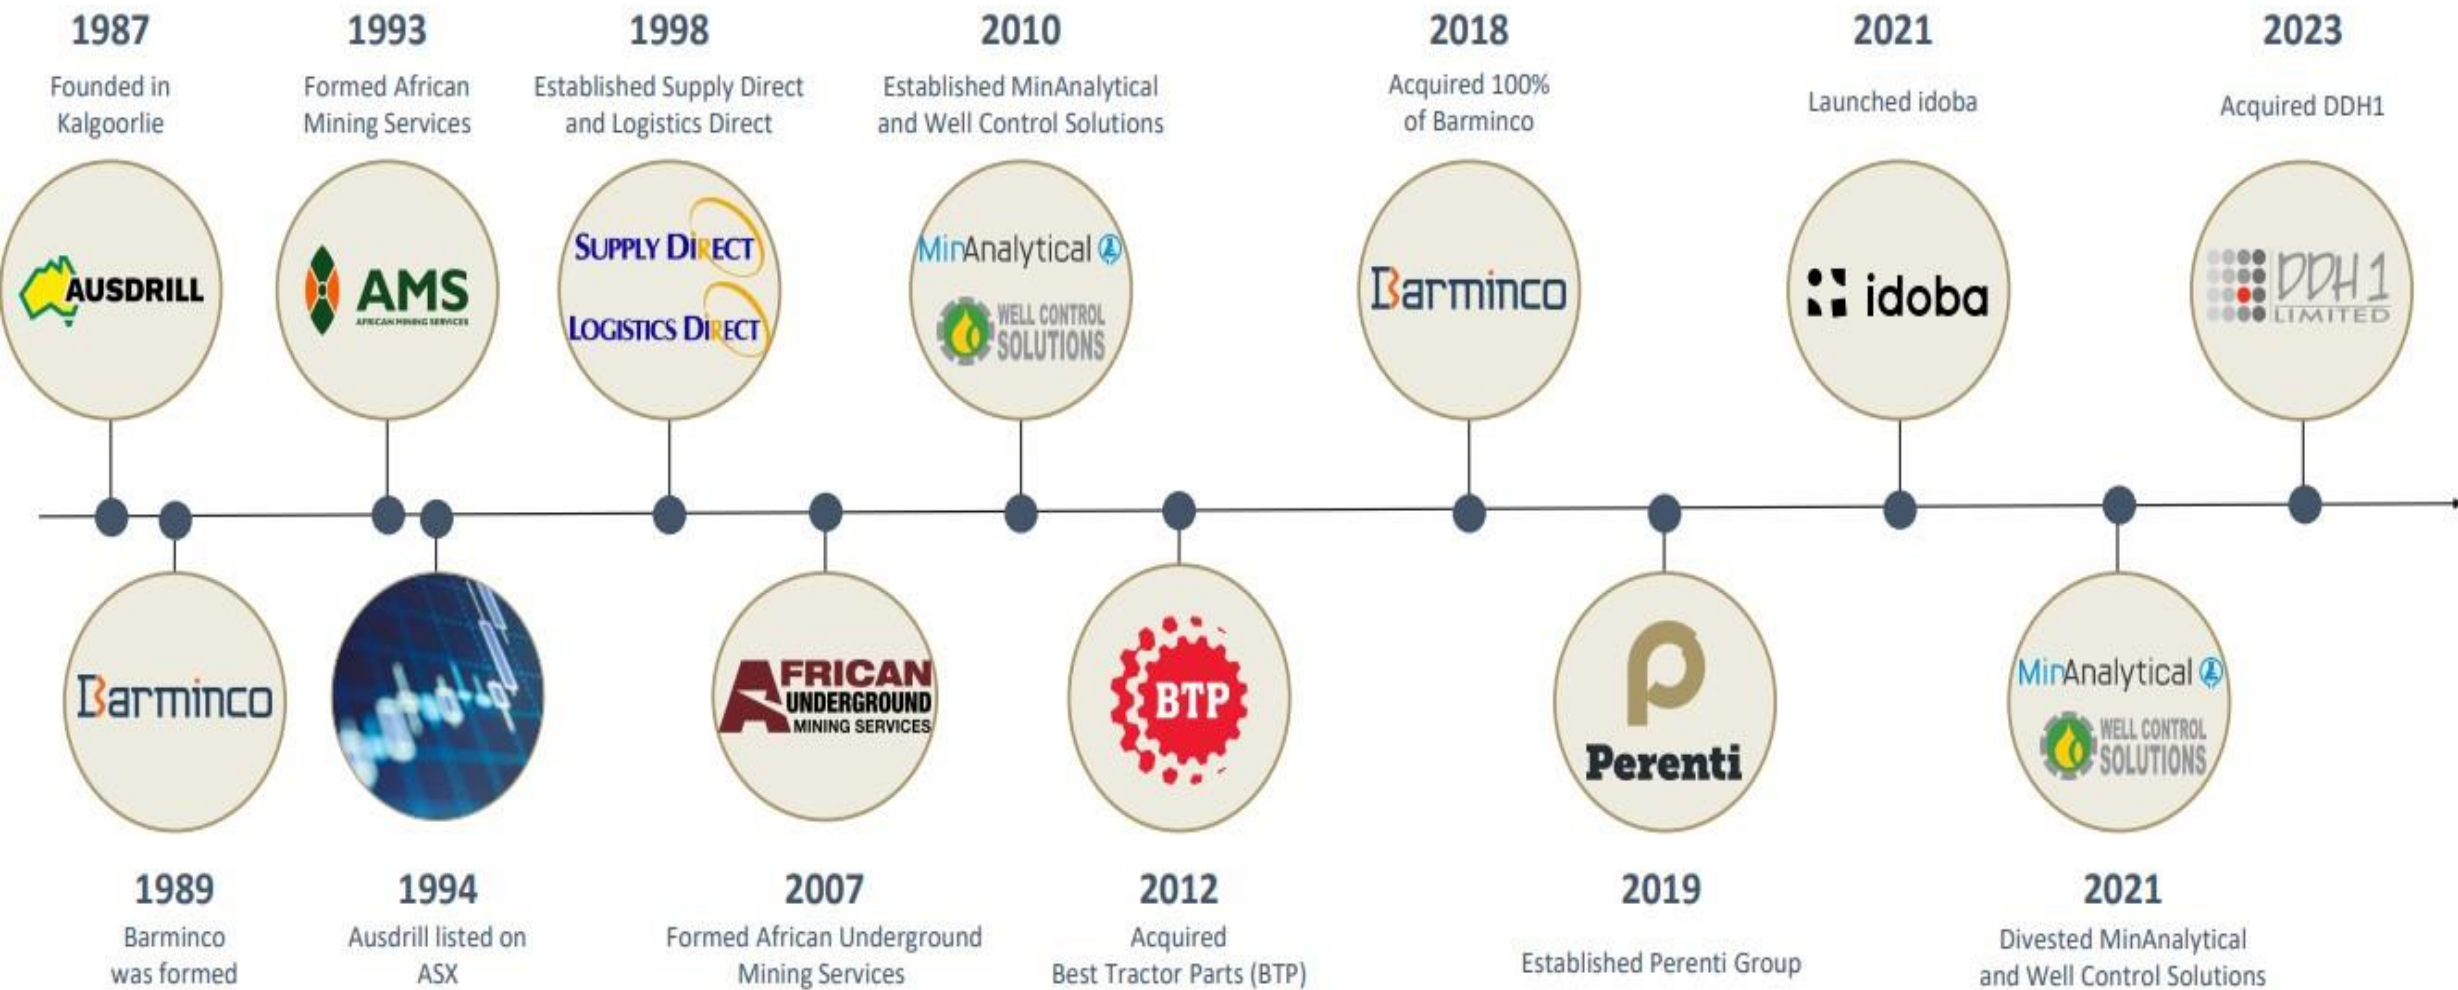 1987
Founded in
Kalgoorlie
AUSDRILL
1993
Formed African
Mining Services
AMS
AFRICAN MINING SERVICES
1998
Established Supply Direct
and Logistics Direct
SUPPLY DIRECT
LOGISTICS DIRECT
2010
Established MinAnalytical
and Well Control Solutions
MinAnalytical
WELL CONTROL
SOLUTIONS
2018
Acquired 100%
of Barminco
Barminco
2021
Launched idoba
idoba
2023
Acquired DDH1
DDH1
LIMITED
Barminco
1989
Barminco
was formed
1994
Ausdrill listed on
ASX
AFRICAN
UNDERGROUND
MINING SERVICES
2007
Formed African Underground
Mining Services
BTP
2012
Acquired
Best Tractor Parts (BTP)
Perenti
2019
Established Perenti Group
MinAnalytical
WELL CONTROL
SOLUTIONS
2021
Divested MinAnalytical
and Well Control Solutions